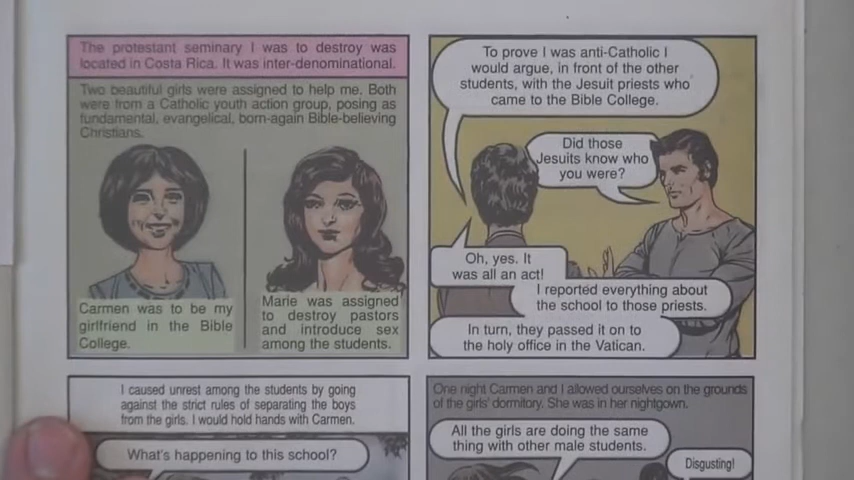 The protestant seminary I was to destroy was
located in Costa Rica. It was inter-denominational.
Two beautiful girls were assigned to help me. Both
were from a Catholic youth action group, posing as
fundamental, evangelical, born-again Bible-believing
Christians.
Carmen was to be my
girlfriend in the Bible
College.
Marie was assigned
to destroy pastors
and introduce sex
among the students.
To prove I was anti-Catholic I
would argue, in front of the other
students, with the Jesuit priests who
came to the Bible College.
Did those
Jesuits know who
you were?
Oh, yes. It
was all an act!
I reported everything about
the school to those priests.
In turn, they passed it on to
the holy office in the Vatican.
I caused unrest among the students by going
against the strict rules of separating the boys
from the girls. I would hold hands with Carmen.
What's happening to this school?
One night Carmen and I allowed ourselves on the grounds
of the girls' dormitory. She was in her nightgown.
All the girls are doing the same
thing with other male students.
Disgusting!